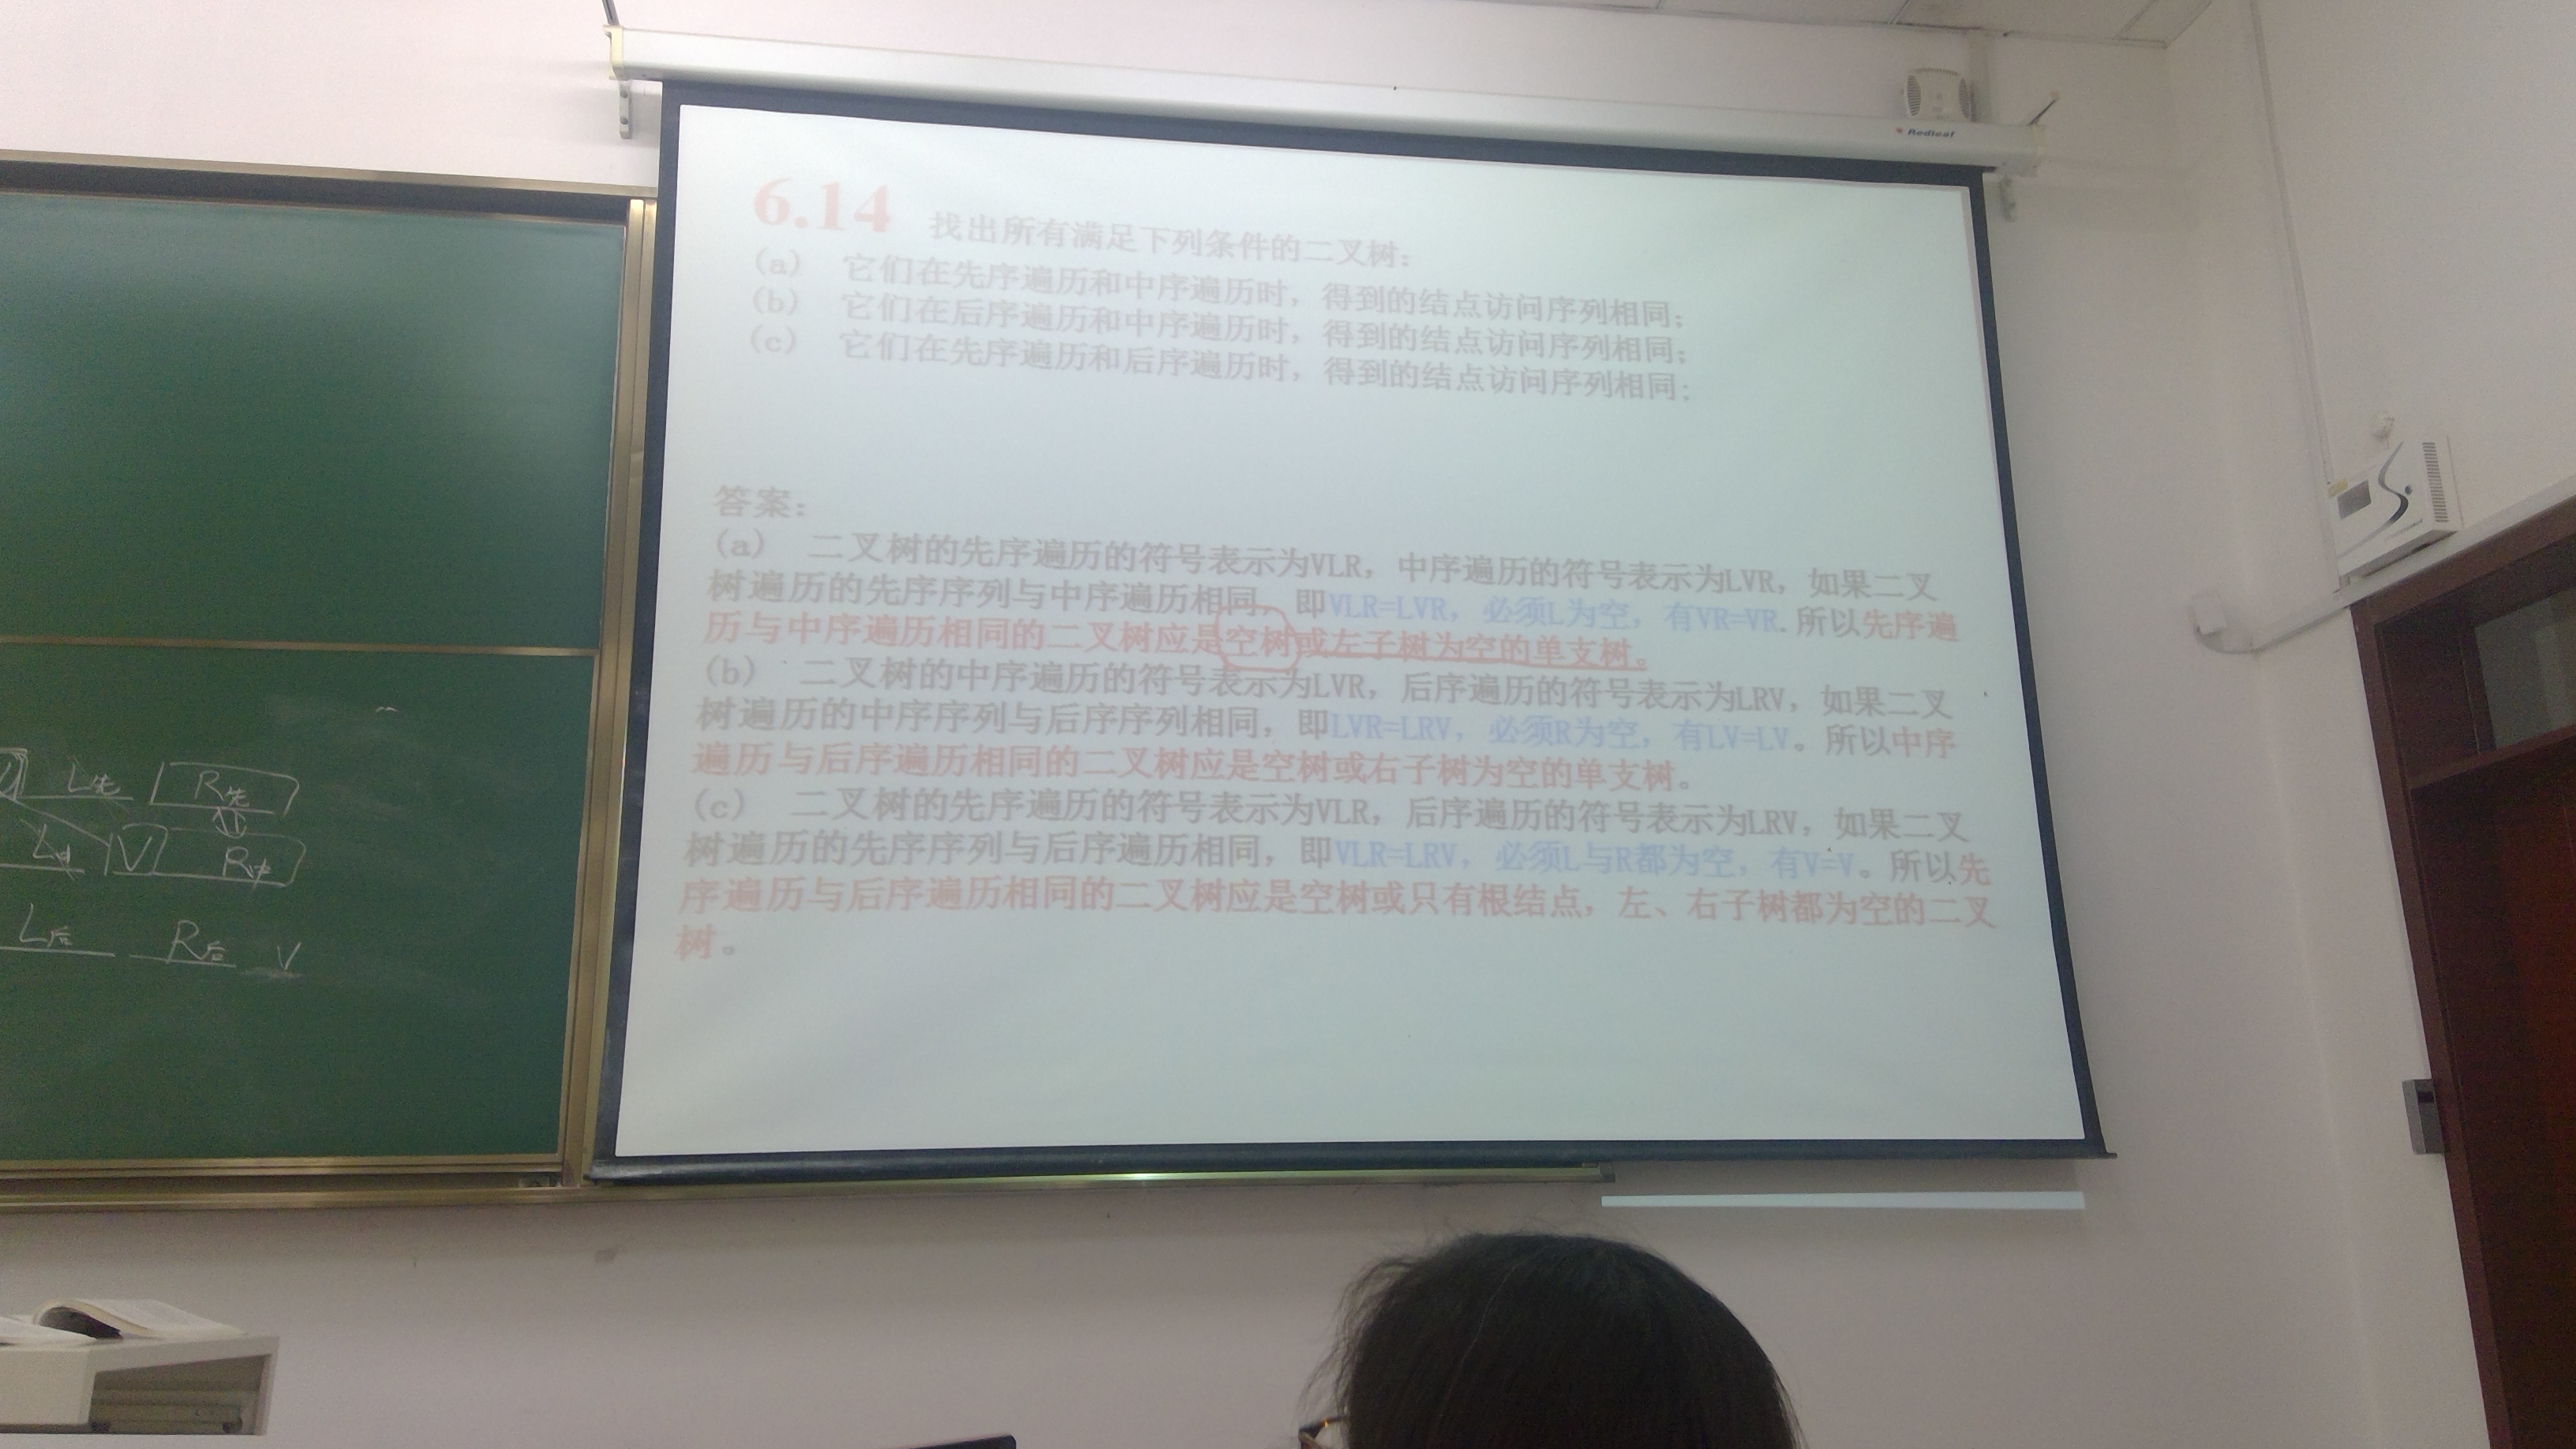 Redleaf
6.14 找出所有满足下列条件的二叉树：
(a) 它们在先序遍历和中序遍历时，得到的结点访问序列相同；
(b) 它们在后序遍历和中序遍历时，得到的结点访问序列相同；
(c) 它们在先序遍历和后序遍历时，得到的结点访问序列相同；
答案：
(a) 二叉树的先序遍历的符号表示为VLR，中序遍历的符号表示为LVR，如果二叉
树遍历的先序序列与中序遍历相同，即VLR=LVR，必须L为空，有VR=VR.所以先序遍
历与中序遍历相同的二叉树应是空树或左子树为空的单支树。
(b) 二叉树的中序遍历的符号表示为LVR，后序遍历的符号表示为LRV，如果二叉
树遍历的中序序列与后序序列相同，即LVR=LRV，必须R为空，有LV=LV。所以中序
遍历与后序遍历相同的二叉树应是空树或右子树为空的单支树。
(c) 二叉树的先序遍历的符号表示为VLR，后序遍历的符号表示为LRV，如果二叉
树遍历的先序序列与后序遍历相同，即VLR=LRV，必须L与R都为空，有V=V。所以先
序遍历与后序遍历相同的二叉树应是空树或只有根结点，左、右子树都为空的二叉
树。
L先 R先
L中 V R中
L后 R后 V